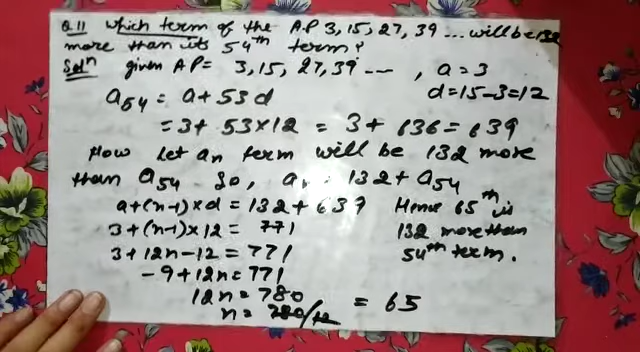 Q.11 Which term of the A.P 3, 15, 27, 39 ... will be 132
more than its 54th term?
Soln given AP = 3, 15, 27, 39 ---- , a = 3
d = 15-3 = 12
a54 = a + 53d
= 3 + 53×12 = 3 + 636 = 639
Now let an term will be 132 more
than a54 So, an = 132 + a54
a+(n-1)×d = 132 + 639
3+(n-1)×12 = 771
3+12n-12 = 771
-9+12n = 771
12n = 780
n = 780/12 = 65
Hence 65th is
132 more than
54th term.